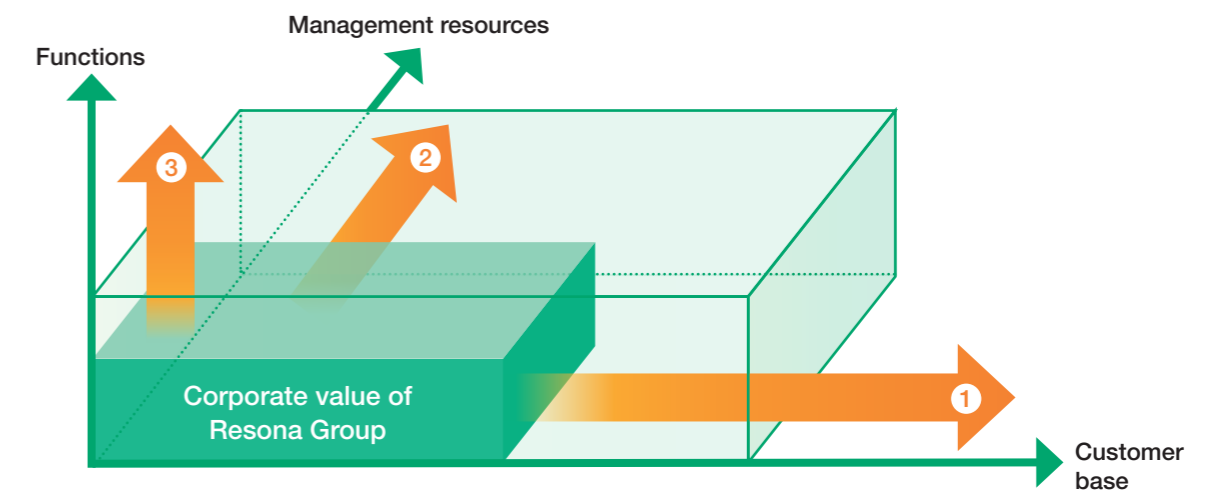 Management resources
Functions
3
2
Corporate value of
Resona Group
1
Customer
base